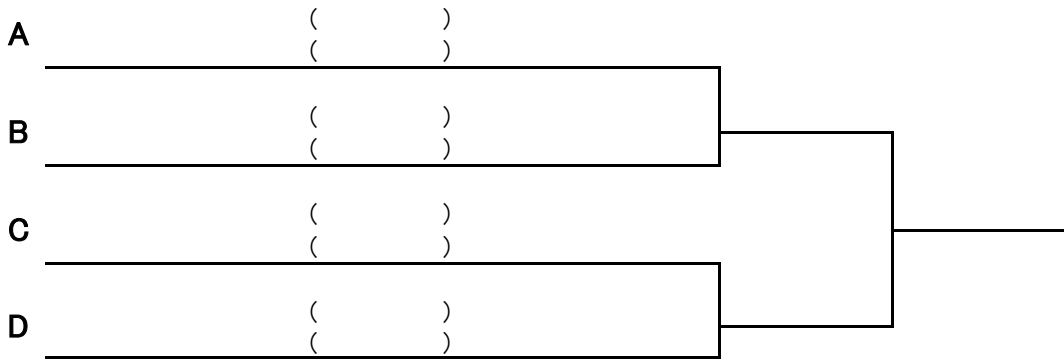 A
(　　　　)
(　　　　)
B
(　　　　)
(　　　　)
C
(　　　　)
(　　　　)
D
(　　　　)
(　　　　)